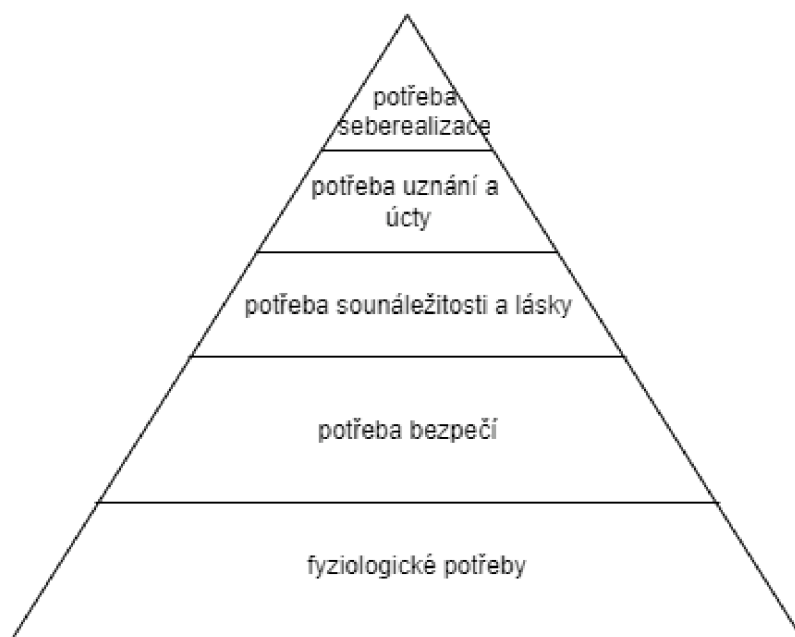 potřeba
seberealizace
potřeba uznání a
úcty
potřeba sounáležitosti a lásky
potřeba bezpečí
fyziologické potřeby